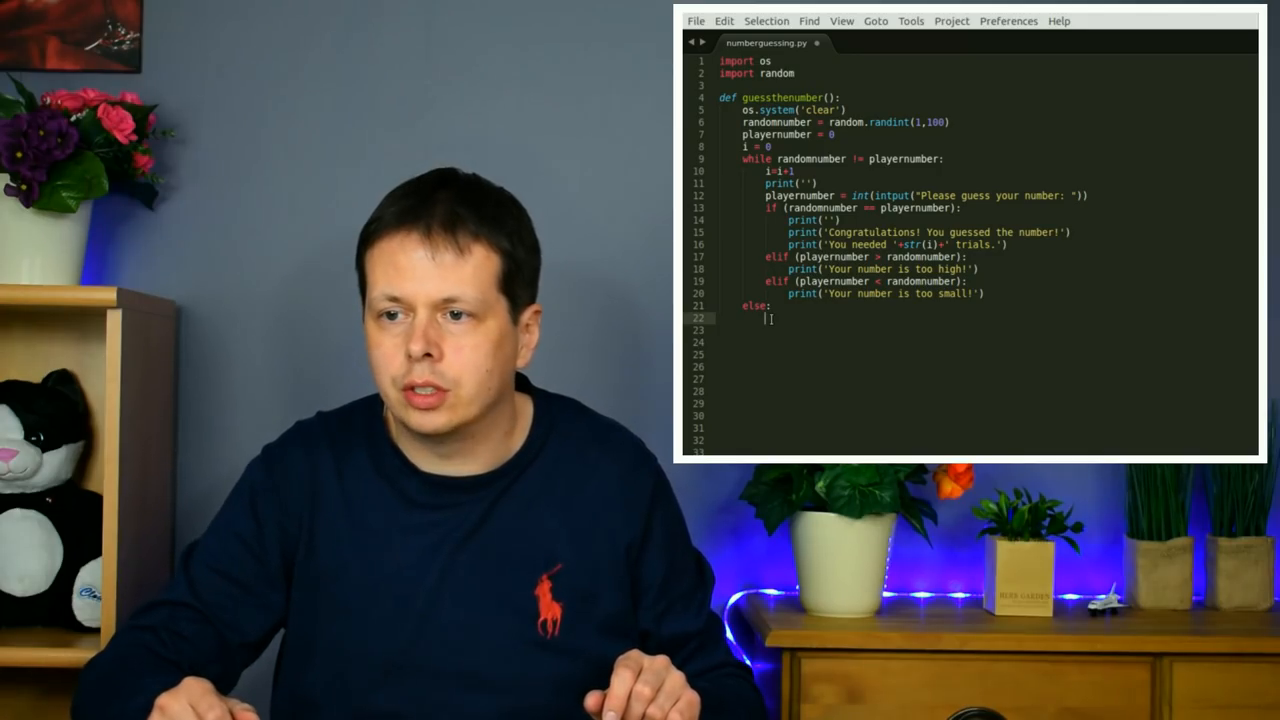 File Edit Selection Find View Goto Tools Project Preferences Help
numberguessing.py
1 import os
2 import random
3
4 def guessthenumber():
5 os.system('clear')
6 randomnumber = random.randint(1,100)
7 playernumber = 0
8 i = 0
9 while randomnumber != playernumber:
10 i=i+1
11 print('')
12 playernumber = int(intput("Please guess your number: "))
13 if (randomnumber == playernumber):
14 print('')
15 print('Congratulations! You guessed the number!')
16 print('You needed '+str(i)+' trials.')
17 elif (playernumber > randomnumber):
18 print('Your number is too high!')
19 elif (playernumber < randomnumber):
20 print('Your number is too small!')
21 else:
22
23
24
25
26
27
28
29
30
31
32
33
HERB GARDEN